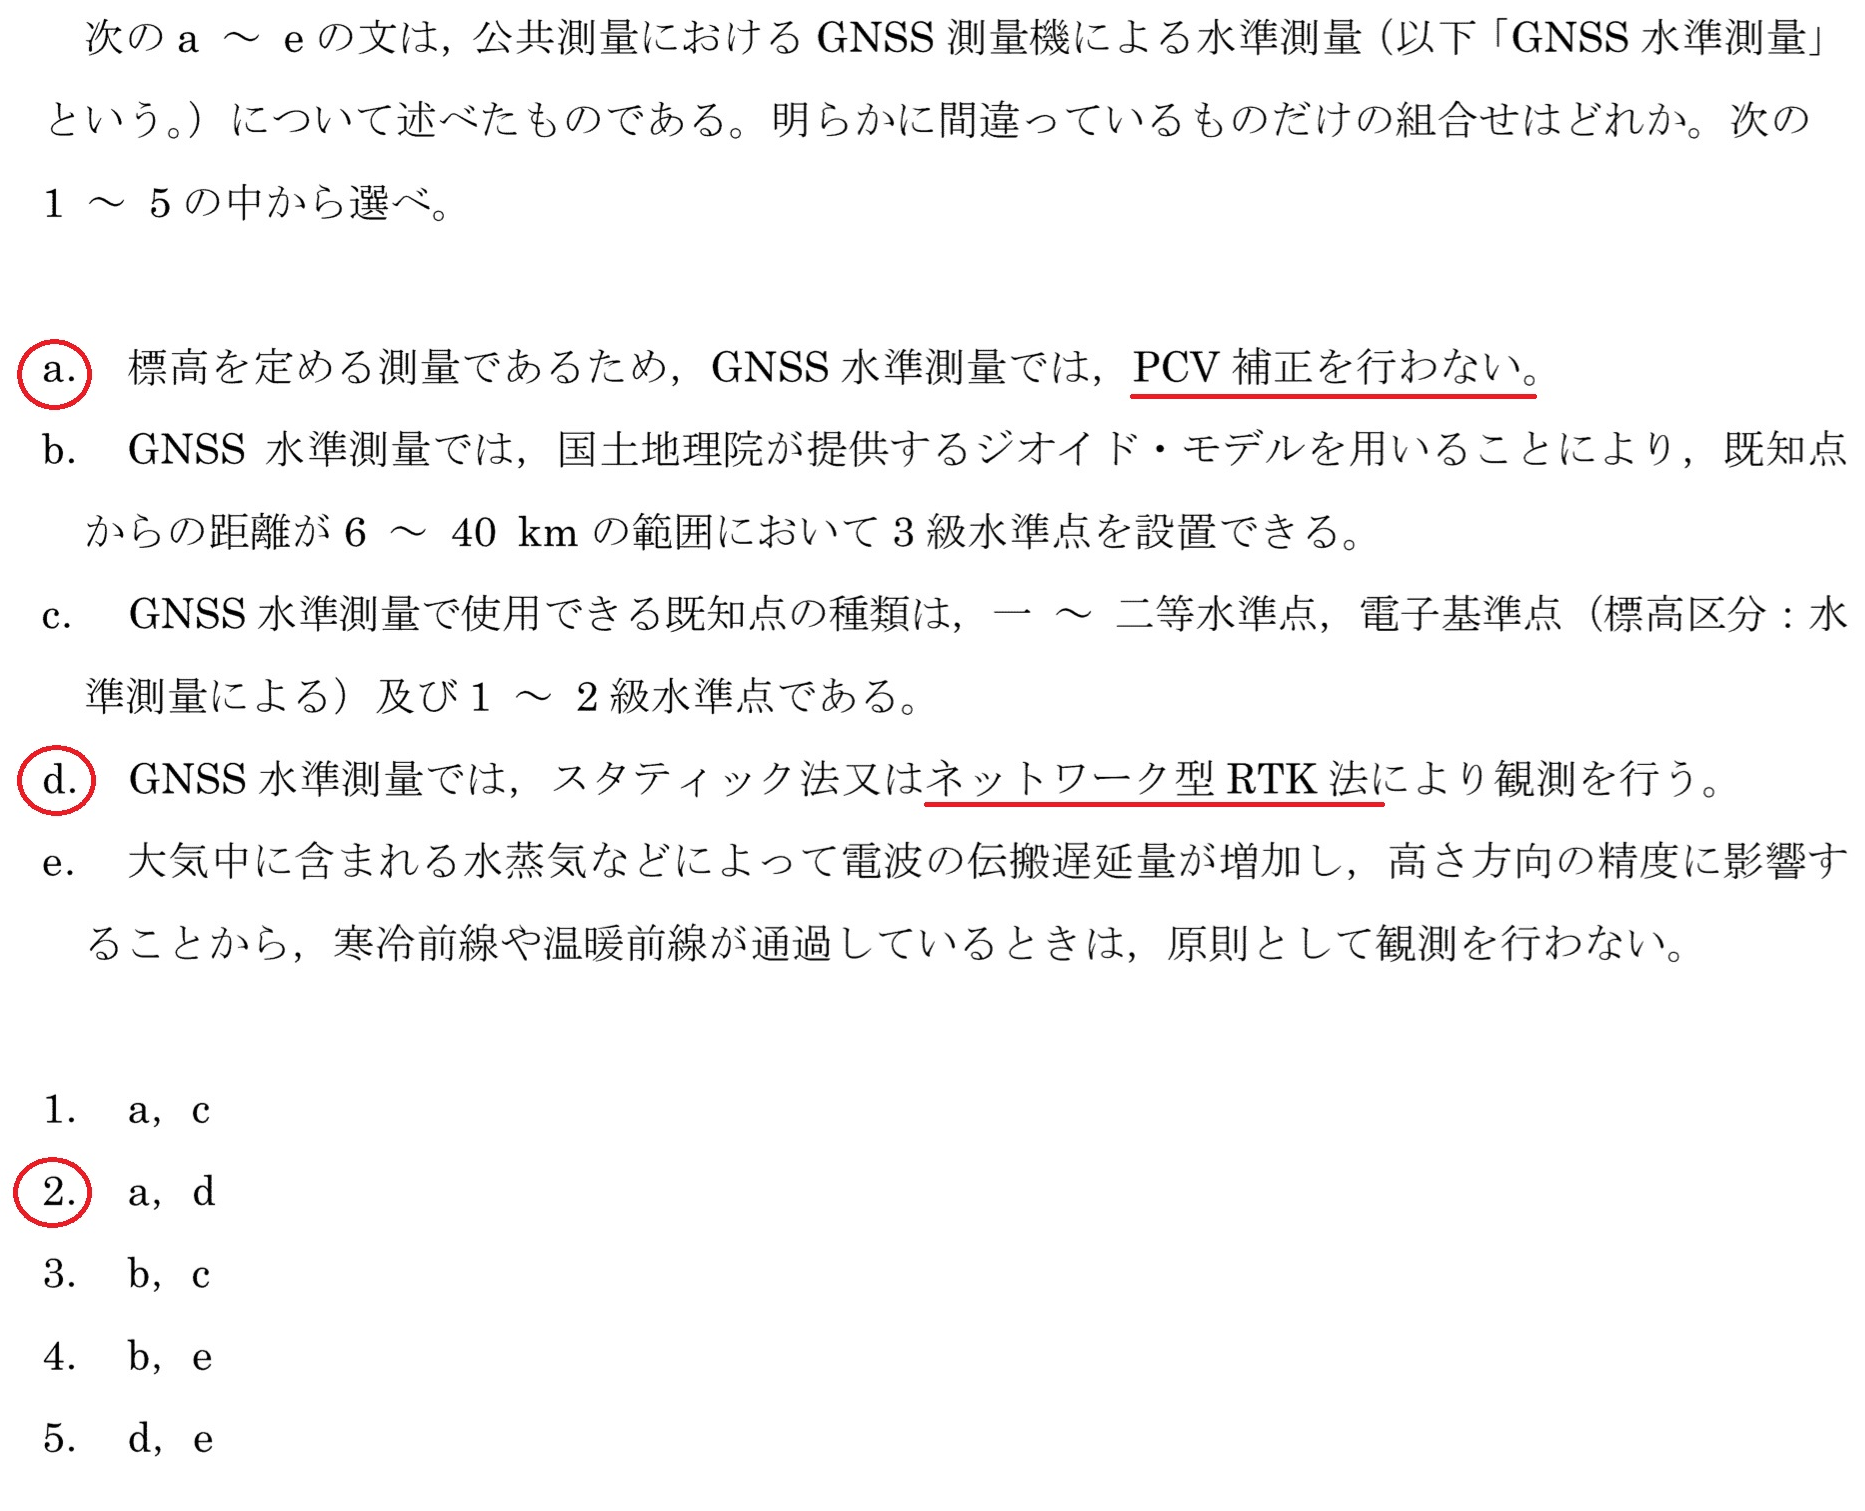 次の a ～ e の文は，公共測量における GNSS 測量機による水準測量（以下「GNSS 水準測量」
という。）について述べたものである。明らかに間違っているものだけの組合せはどれか。次の
1 ～ 5 の中から選べ。
a. 標高を定める測量であるため，GNSS 水準測量では，PCV 補正を行わない。
b. GNSS 水準測量では，国土地理院が提供するジオイド・モデルを用いることにより，既知点
からの距離が 6 ～ 40 km の範囲において 3 級水準点を設置できる。
c. GNSS 水準測量で使用できる既知点の種類は，一 ～ 二等水準点，電子基準点（標高区分：水
準測量による）及び 1 ～ 2 級水準点である。
d. GNSS 水準測量では，スタティック法又はネットワーク型 RTK 法により観測を行う。
e. 大気中に含まれる水蒸気などによって電波の伝搬遅延量が増加し，高さ方向の精度に影響す
ることから，寒冷前線や温暖前線が通過しているときは，原則として観測を行わない。
1. a，c
2. a，d
3. b，c
4. b，e
5. d，e